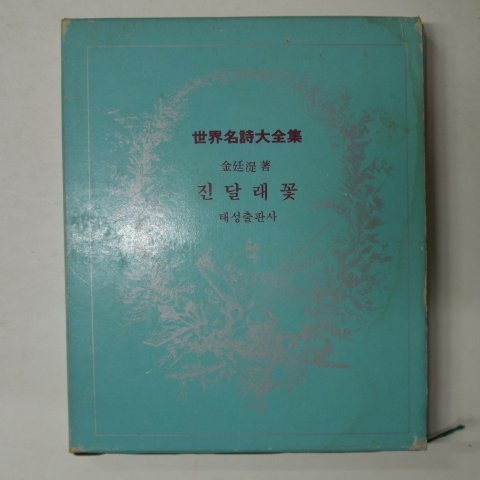 世界名詩大全集
金廷湜 著
진달래꽃
태성출판사